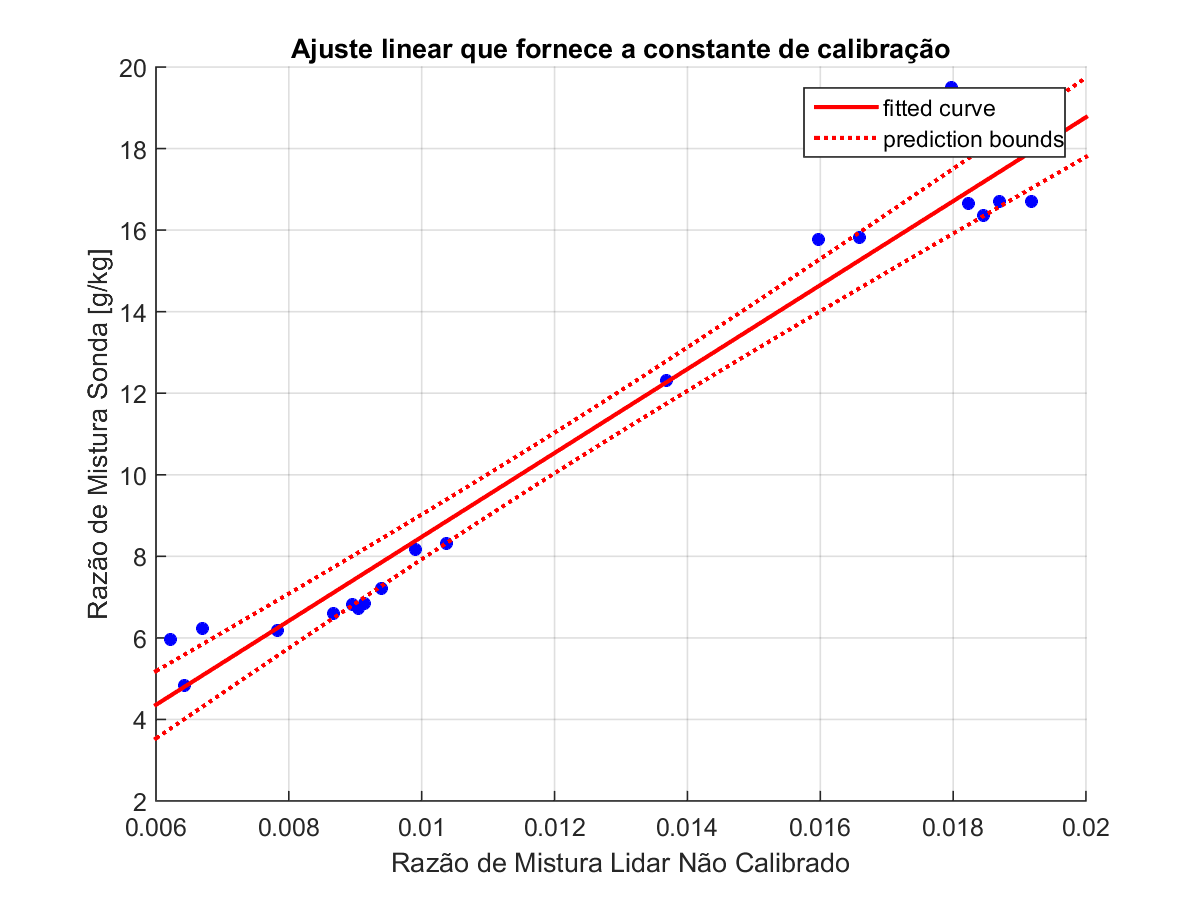 Ajuste linear que fornece a constante de calibração
20
18
16
14
12
10
8
6
4
2
Razão de Mistura Sonda [g/kg]
fitted curve
prediction bounds
0.006 0.008 0.01 0.012 0.014 0.016 0.018 0.02
Razão de Mistura Lidar Não Calibrado